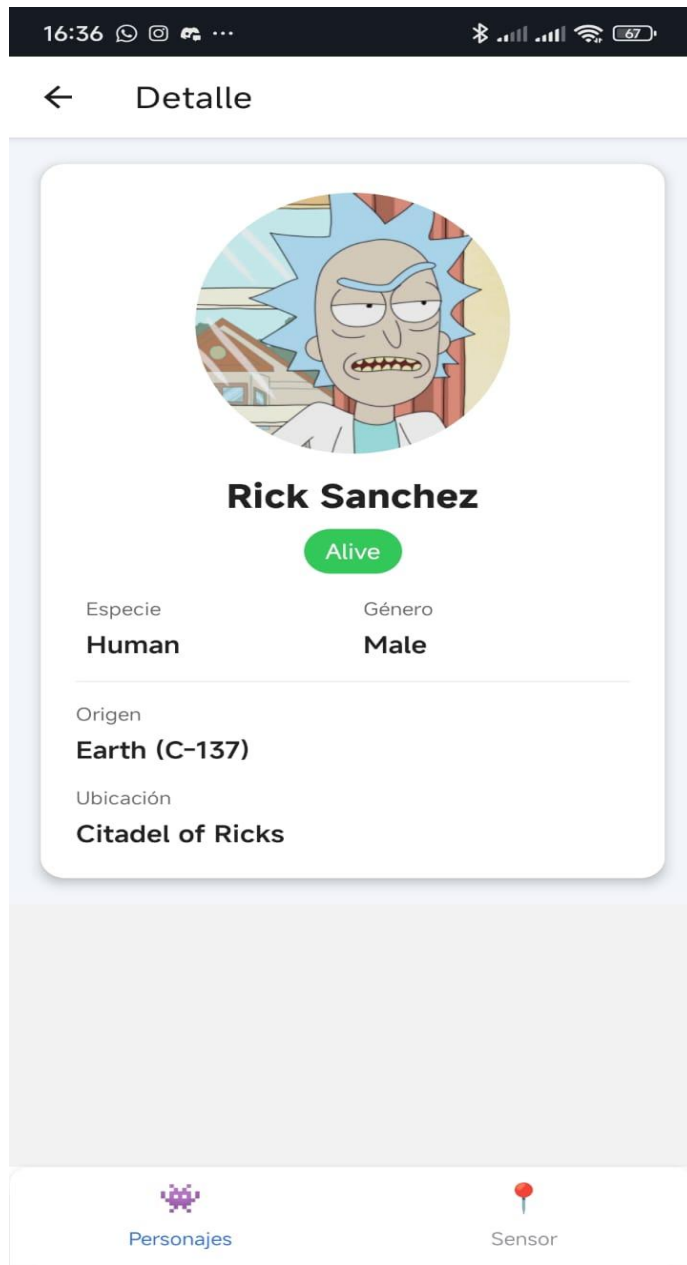 16:36
67
Detalle
Rick Sanchez
Alive
Especie Género
Human Male
Origen
Earth (C-137)
Ubicación
Citadel of Ricks
Personajes Sensor